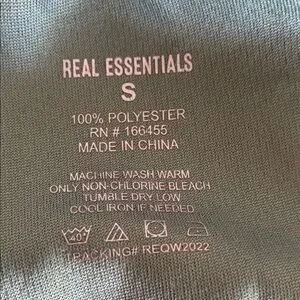 REAL ESSENTIALS
S
100% POLYESTER
RN # 166455
MADE IN CHINA
MACHINE WASH WARM
ONLY NON-CHLORINE BLEACH
TUMBLE DRY LOW
COOL IRON IF NEEDED
40°
TRACKING# REQW2022